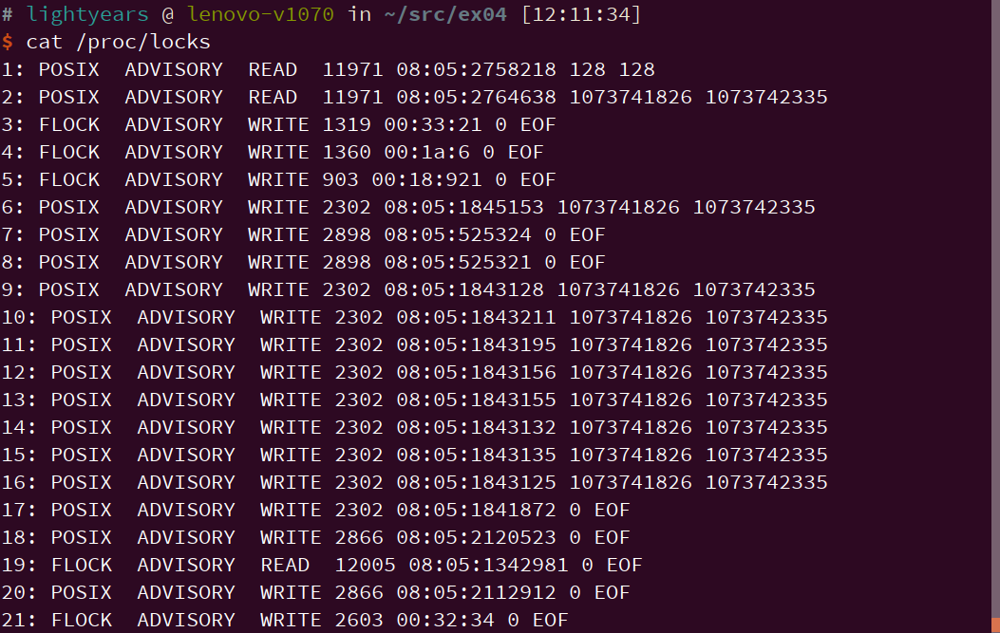 # lightyears @ lenovo-v1070 in ~/src/ex04 [12:11:34]
$ cat /proc/locks
1: POSIX  ADVISORY  READ  11971 08:05:2758218 128 128
2: POSIX  ADVISORY  READ  11971 08:05:2764638 1073741826 1073742335
3: FLOCK  ADVISORY  WRITE 1319 00:33:21 0 EOF
4: FLOCK  ADVISORY  WRITE 1360 00:1a:6 0 EOF
5: FLOCK  ADVISORY  WRITE 903 00:18:921 0 EOF
6: POSIX  ADVISORY  WRITE 2302 08:05:1845153 1073741826 1073742335
7: POSIX  ADVISORY  WRITE 2898 08:05:525324 0 EOF
8: POSIX  ADVISORY  WRITE 2898 08:05:525321 0 EOF
9: POSIX  ADVISORY  WRITE 2302 08:05:1843128 1073741826 1073742335
10: POSIX  ADVISORY  WRITE 2302 08:05:1843211 1073741826 1073742335
11: POSIX  ADVISORY  WRITE 2302 08:05:1843195 1073741826 1073742335
12: POSIX  ADVISORY  WRITE 2302 08:05:1843156 1073741826 1073742335
13: POSIX  ADVISORY  WRITE 2302 08:05:1843155 1073741826 1073742335
14: POSIX  ADVISORY  WRITE 2302 08:05:1843132 1073741826 1073742335
15: POSIX  ADVISORY  WRITE 2302 08:05:1843135 1073741826 1073742335
16: POSIX  ADVISORY  WRITE 2302 08:05:1843125 1073741826 1073742335
17: POSIX  ADVISORY  WRITE 2302 08:05:1841872 0 EOF
18: POSIX  ADVISORY  WRITE 2866 08:05:2120523 0 EOF
19: FLOCK  ADVISORY  READ  12005 08:05:1342981 0 EOF
20: POSIX  ADVISORY  WRITE 2866 08:05:2112912 0 EOF
21: FLOCK  ADVISORY  WRITE 2603 00:32:34 0 EOF